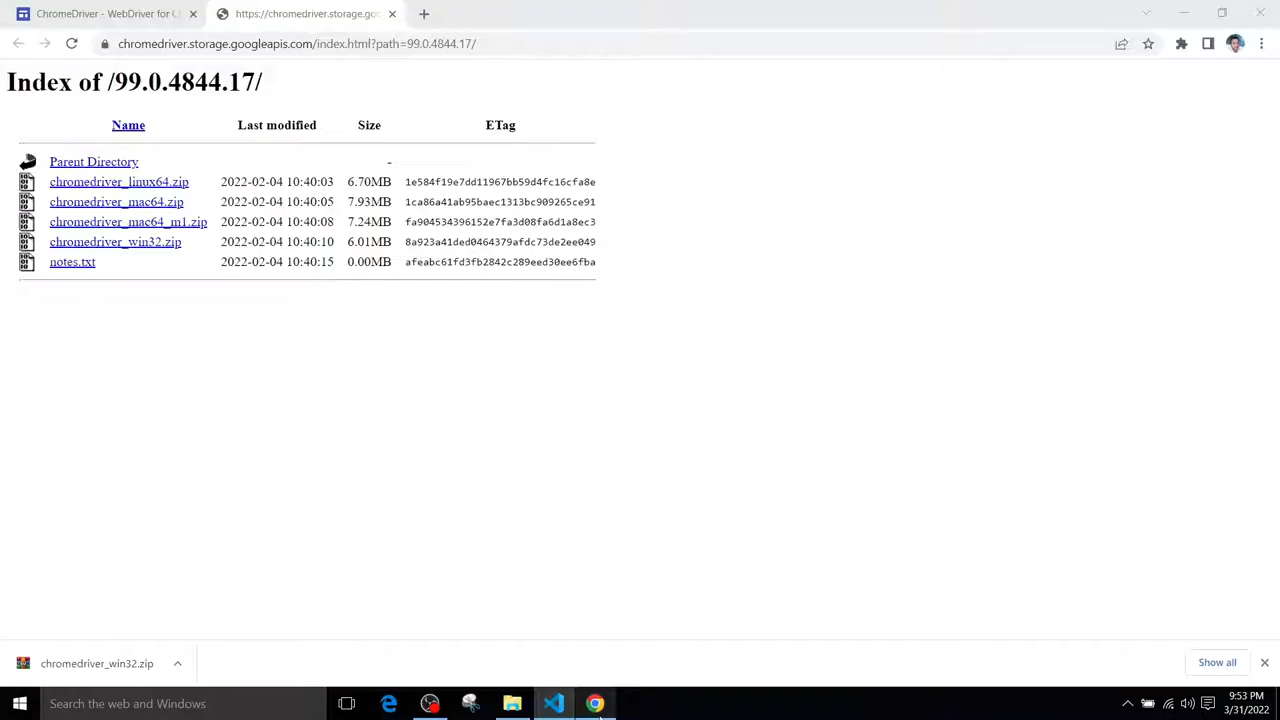 ChromeDriver - WebDriver for C
https://chromedriver.storage.goog
chromedriver.storage.googleapis.com/index.html?path=99.0.4844.17/
Index of /99.0.4844.17/
Name Last modified Size ETag
Parent Directory -
chromedriver_linux64.zip 2022-02-04 10:40:03 6.70MB 1e584f19e7dd11967bb59d4fc16cfa8e
chromedriver_mac64.zip 2022-02-04 10:40:05 7.93MB 1ca86a41ab95baec1313bc909265ce91
chromedriver_mac64_m1.zip 2022-02-04 10:40:08 7.24MB fa904534396152e7fa3d08fa6d1a8ec3
chromedriver_win32.zip 2022-02-04 10:40:10 6.01MB 8a923a41ded0464379afdc73de2ee049
notes.txt 2022-02-04 10:40:15 0.00MB afeabc61fd3fb2842c289eed30ee6fba
chromedriver_win32.zip
Show all
Search the web and Windows
9:53 PM
3/31/2022